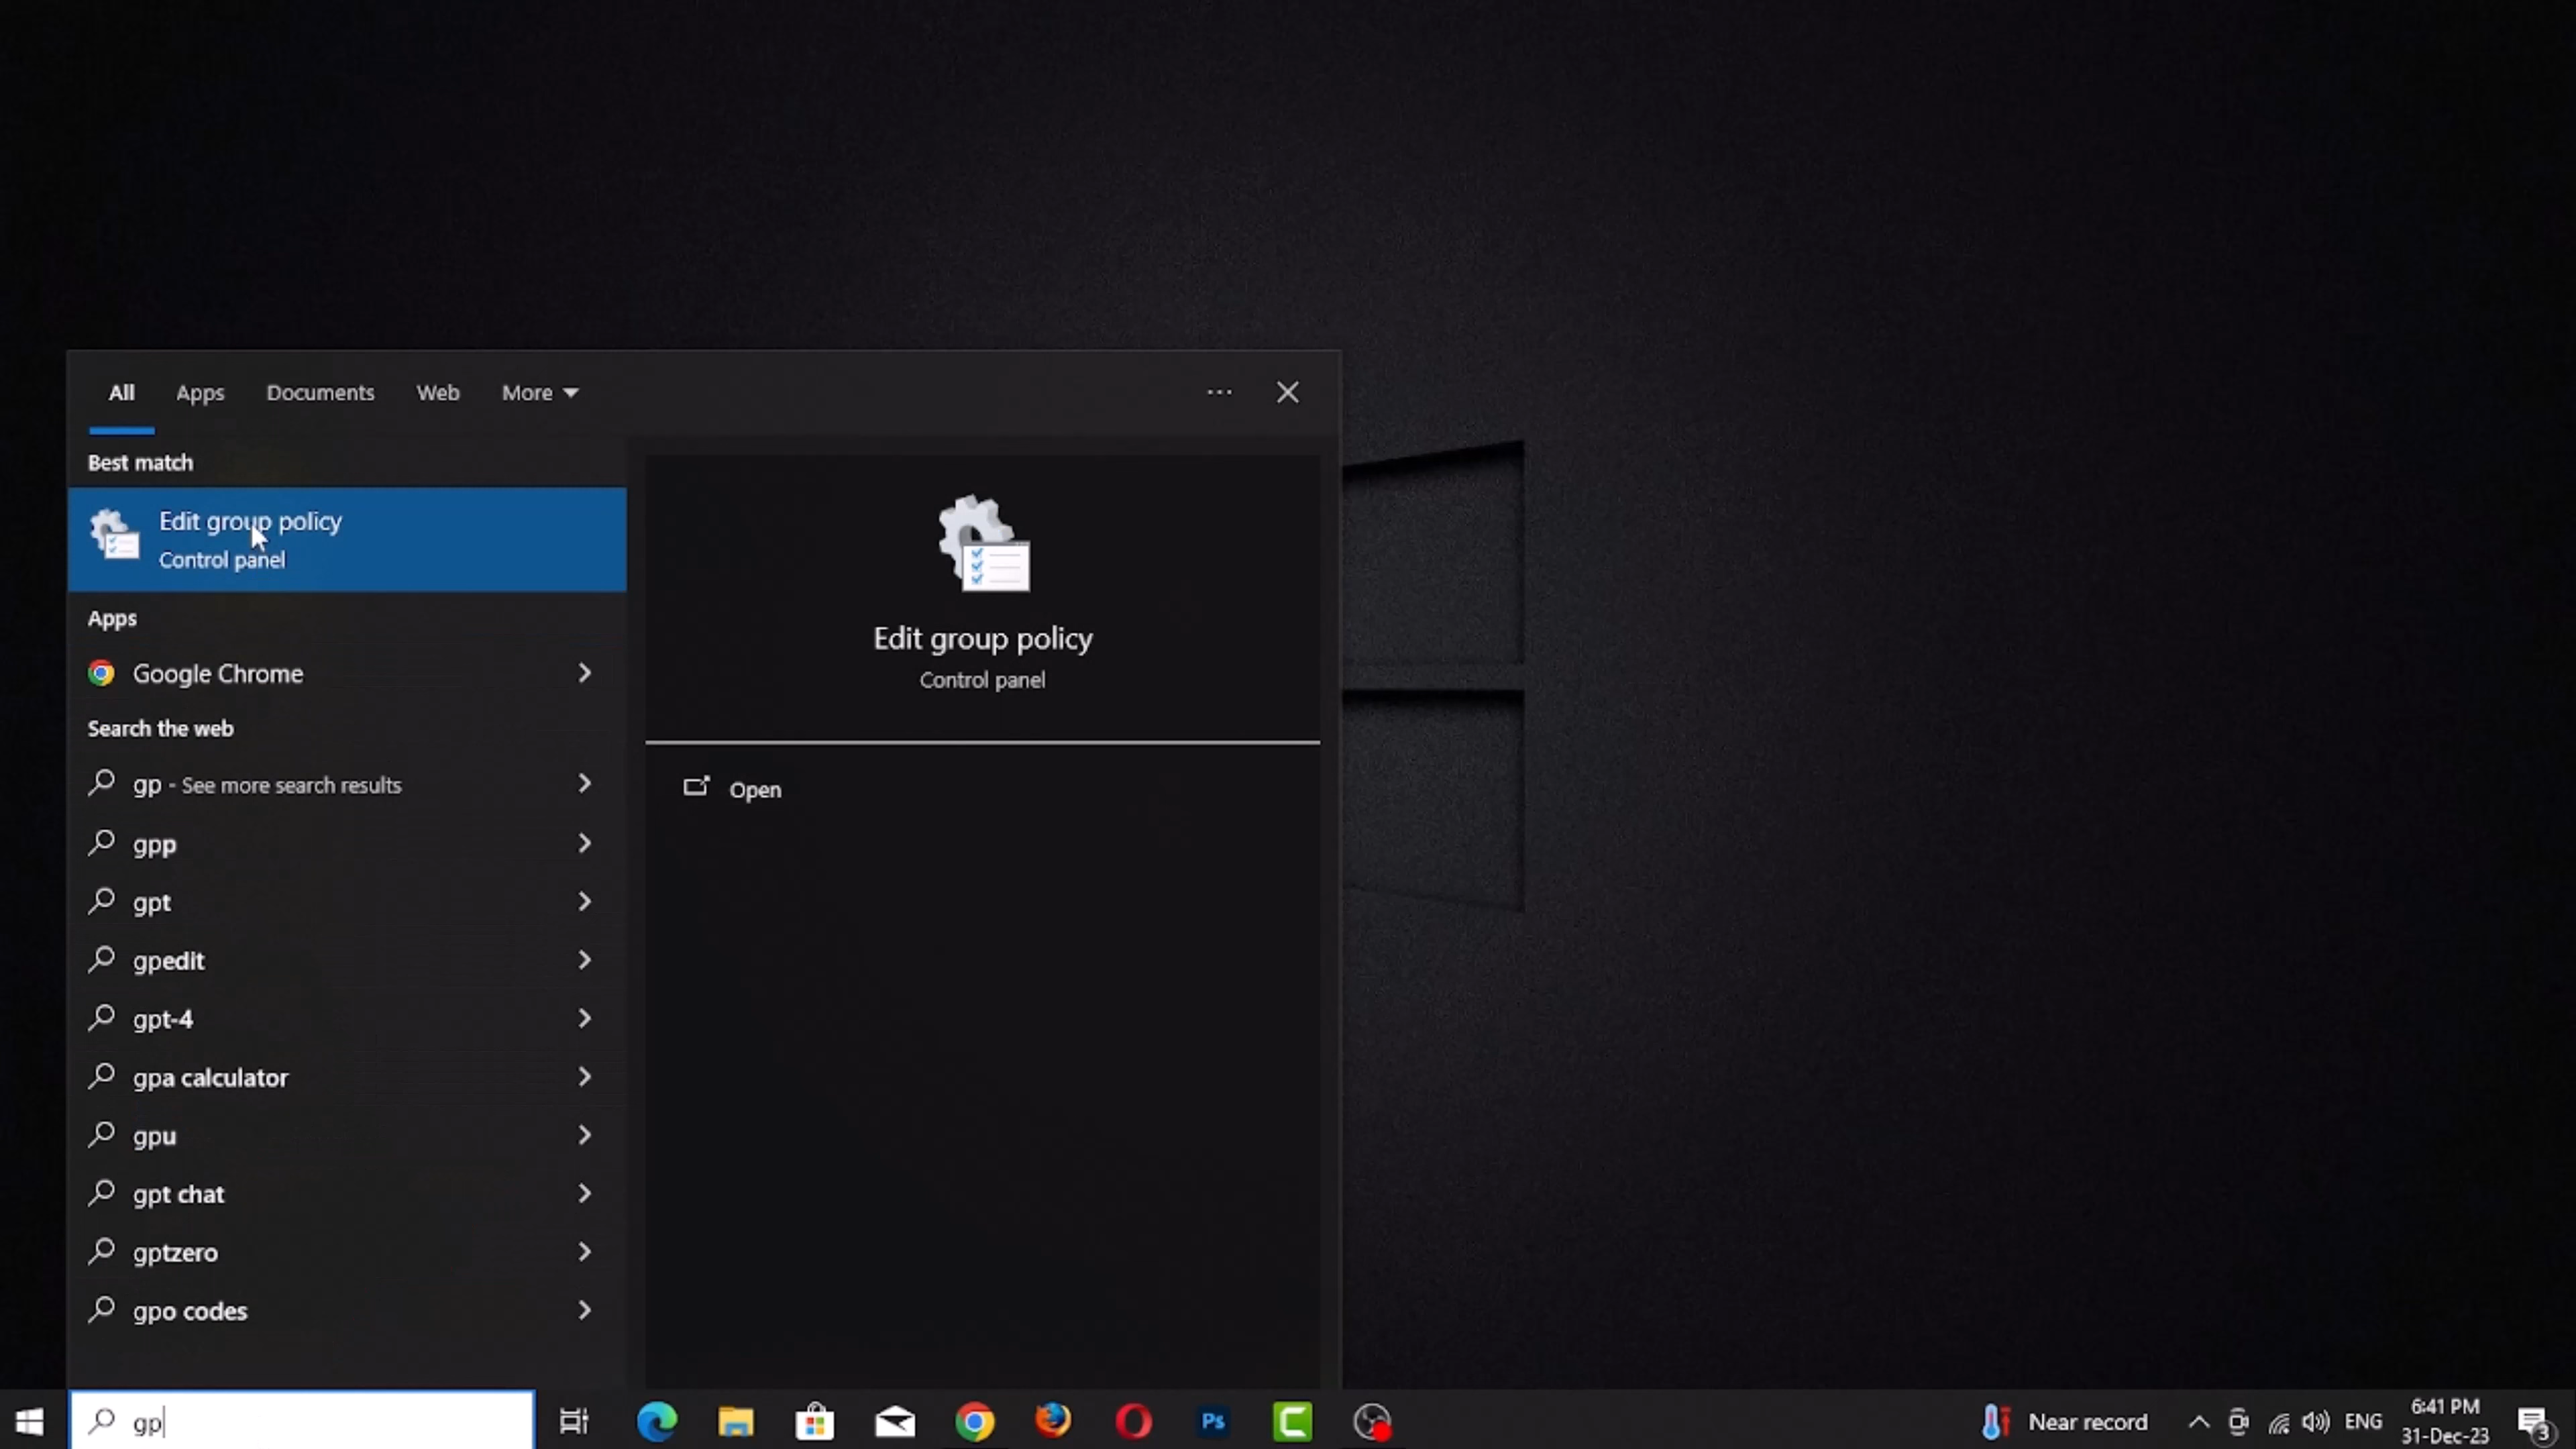 All Apps Documents Web More
Best match
Edit group policy
Control panel
Apps
Google Chrome
Search the web
gp - See more search results
gpp
gpt
gpedit
gpt-4
gpa calculator
gpu
gpt chat
gptzero
gpo codes
Edit group policy
Control panel
Open
gp
Ps
Near record
ENG
6:41 PM
31-Dec-23
3